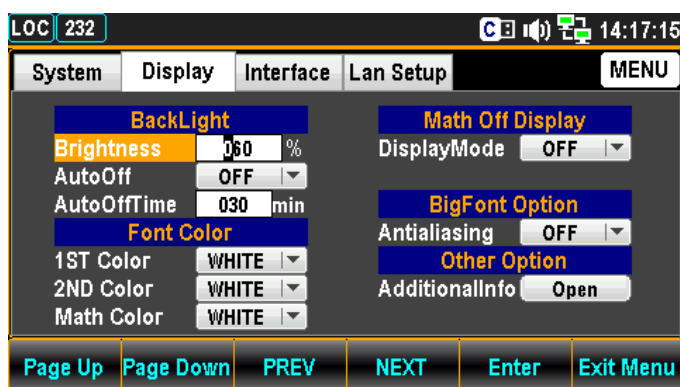 LOC 232 C 14:17:15
System Display Interface Lan Setup MENU
BackLight
Brightness 060 %
AutoOff OFF
AutoOffTime 030 min
Font Color
1ST Color WHITE
2ND Color WHITE
Math Color WHITE
Math Off Display
DisplayMode OFF
BigFont Option
Antialiasing OFF
Other Option
AdditionalInfo Open
Page Up Page Down PREV NEXT Enter Exit Menu